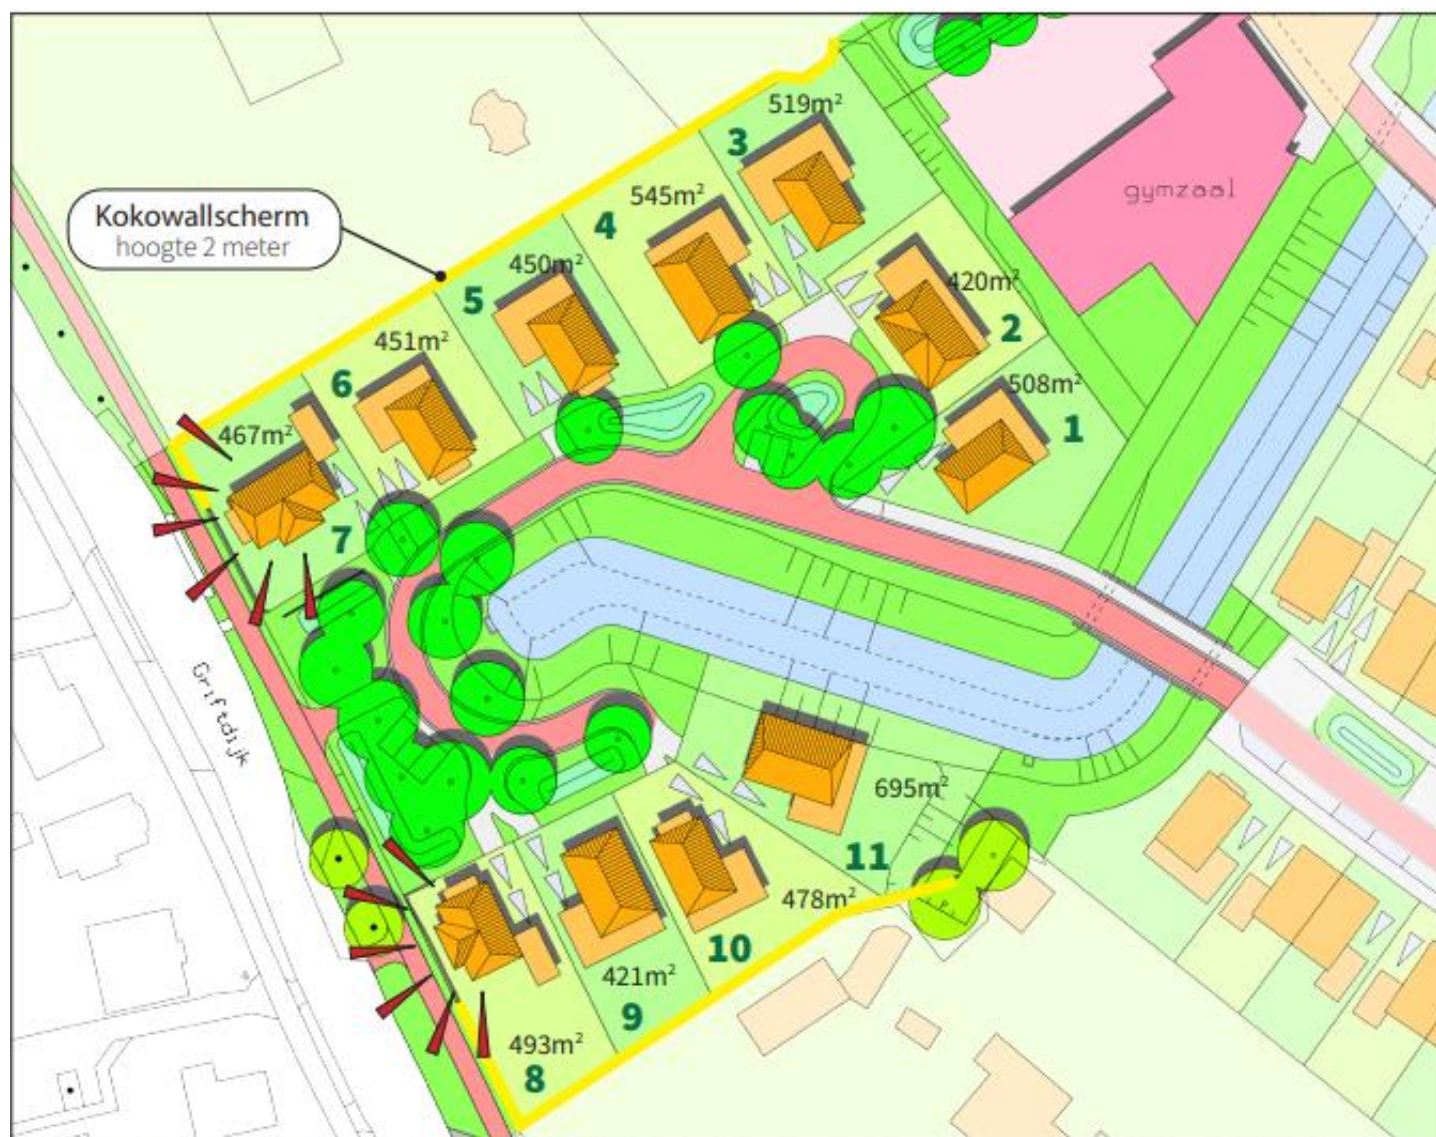 519m²
3
gymzaal
545m²
4
Kokowallscherm
hoogte 2 meter
450m²
5
420m²
2
451m²
6
508m²
1
467m²
7
Griftdijk
695m²
11
478m²
10
421m²
9
493m²
8